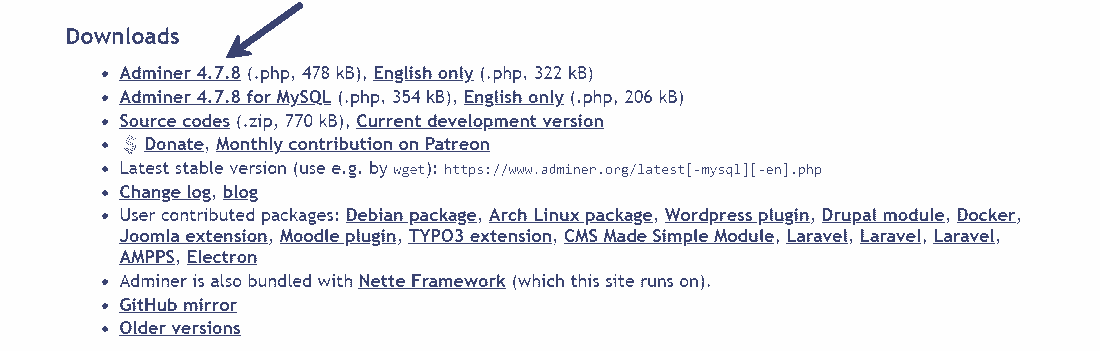 Downloads
• Adminer 4.7.8 (.php, 478 kB), English only (.php, 322 kB)
• Adminer 4.7.8 for MySQL (.php, 354 kB), English only (.php, 206 kB)
• Source codes (.zip, 770 kB), Current development version
• $ Donate, Monthly contribution on Patreon
• Latest stable version (use e.g. by wget): https://www.adminer.org/latest[-mysql][-en].php
• Change log, blog
• User contributed packages: Debian package, Arch Linux package, Wordpress plugin, Drupal module, Docker,
Joomla extension, Moodle plugin, TYPO3 extension, CMS Made Simple Module, Laravel, Laravel, Laravel,
AMPPS, Electron
• Adminer is also bundled with Nette Framework (which this site runs on).
• GitHub mirror
• Older versions